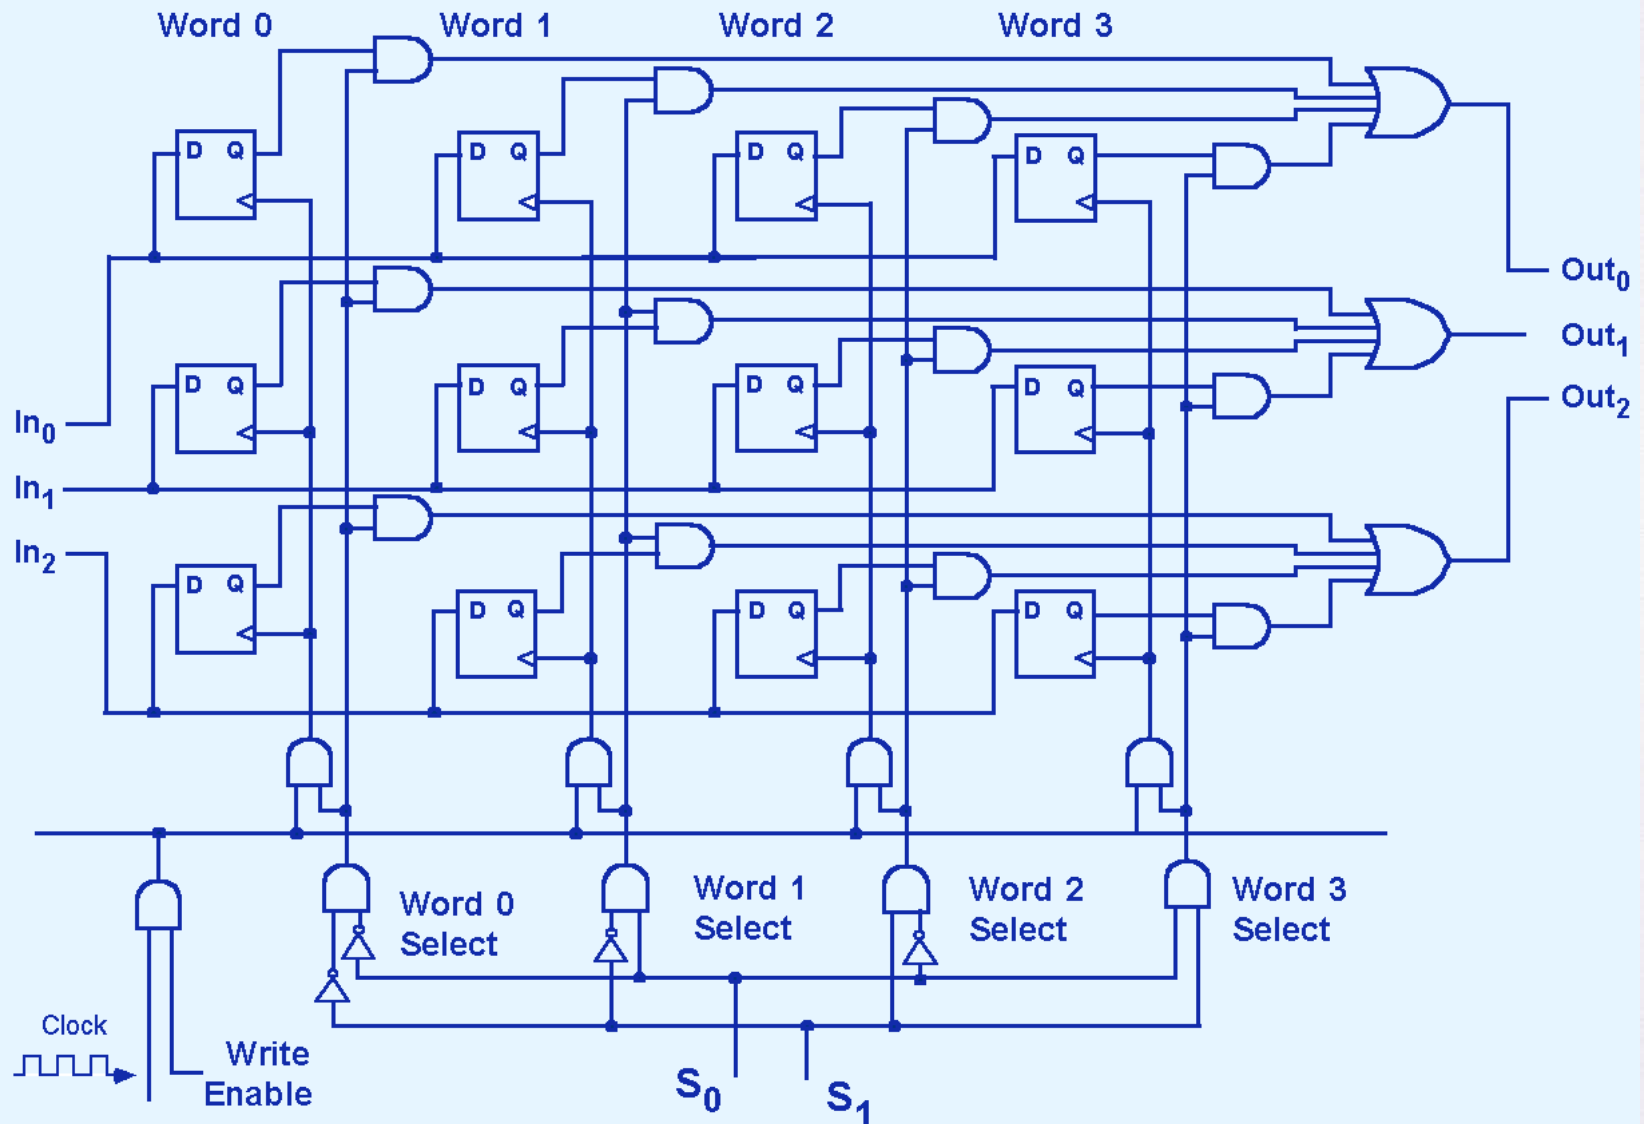 Word 0 Word 1 Word 2 Word 3
D Q D Q D Q D Q
Out0
Out1
D Q D Q D Q D Q
Out2
In0
In1
In2
D Q D Q D Q D Q
Word 0
Select
Word 1
Select
Word 2
Select
Word 3
Select
Clock
Write
Enable
S0
S1